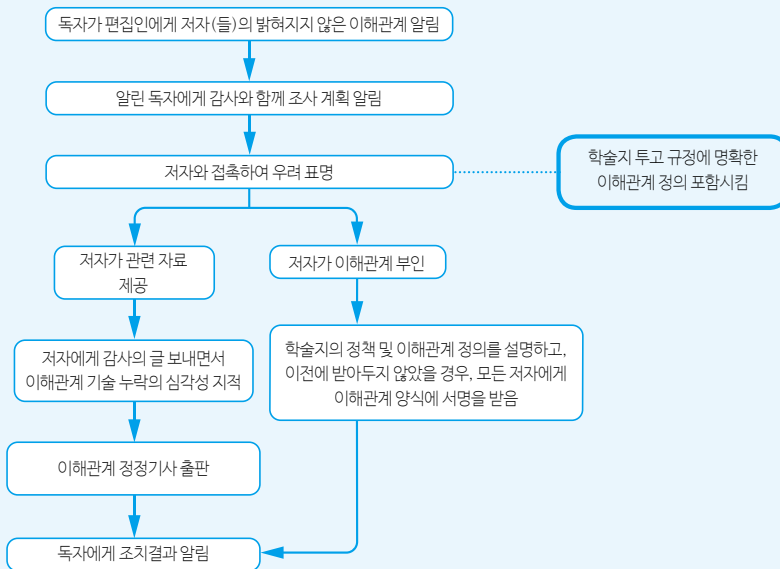 독자가 편집인에게 저자(들)의 밝혀지지 않은 이해관계 알림
알린 독자에게 감사와 함께 조사 계획 알림
저자와 접촉하여 우려 표명
학술지 투고 규정에 명확한
이해관계 정의 포함시킴
저자가 관련 자료
제공
저자가 이해관계 부인
저자에게 감사의 글 보내면서
이해관계 기술 누락의 심각성 지적
학술지의 정책 및 이해관계 정의를 설명하고,
이전에 받아두지 않았을 경우, 모든 저자에게
이해관계 양식에 서명을 받음
이해관계 정정기사 출판
독자에게 조치결과 알림